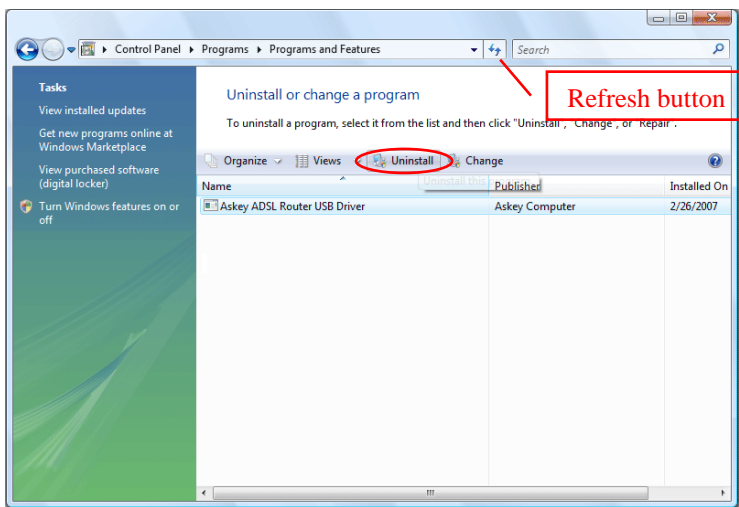 Control Panel ▸ Programs ▸ Programs and Features
Search
Refresh button
Tasks
View installed updates
Get new programs online at
Windows Marketplace
View purchased software
(digital locker)
Turn Windows features on or
off
Uninstall or change a program
To uninstall a program, select it from the list and then click "Uninstall", "Change", or "Repair".
Organize Views Uninstall Change
Uninstall this
Name Publisher Installed On
Askey ADSL Router USB Driver Askey Computer 2/26/2007